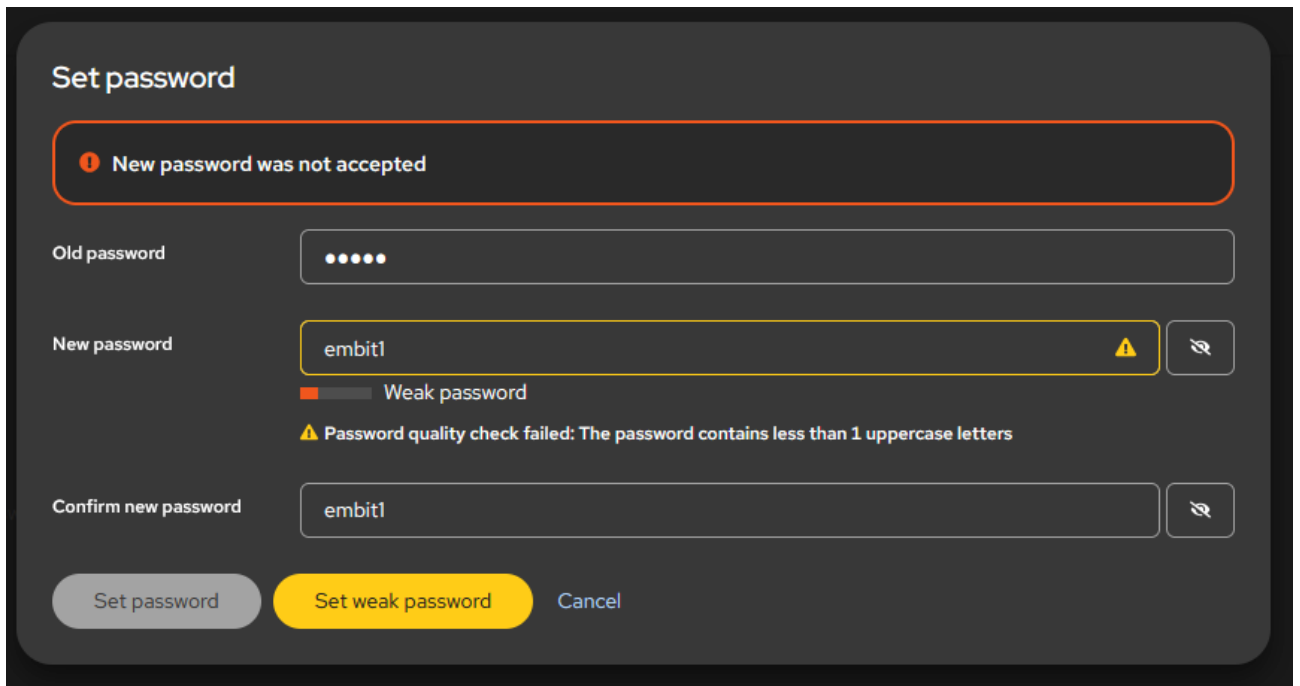 Set password
New password was not accepted
Old password
New password
embit1
Weak password
Password quality check failed: The password contains less than 1 uppercase letters
Confirm new password
embit1
Set password
Set weak password
Cancel